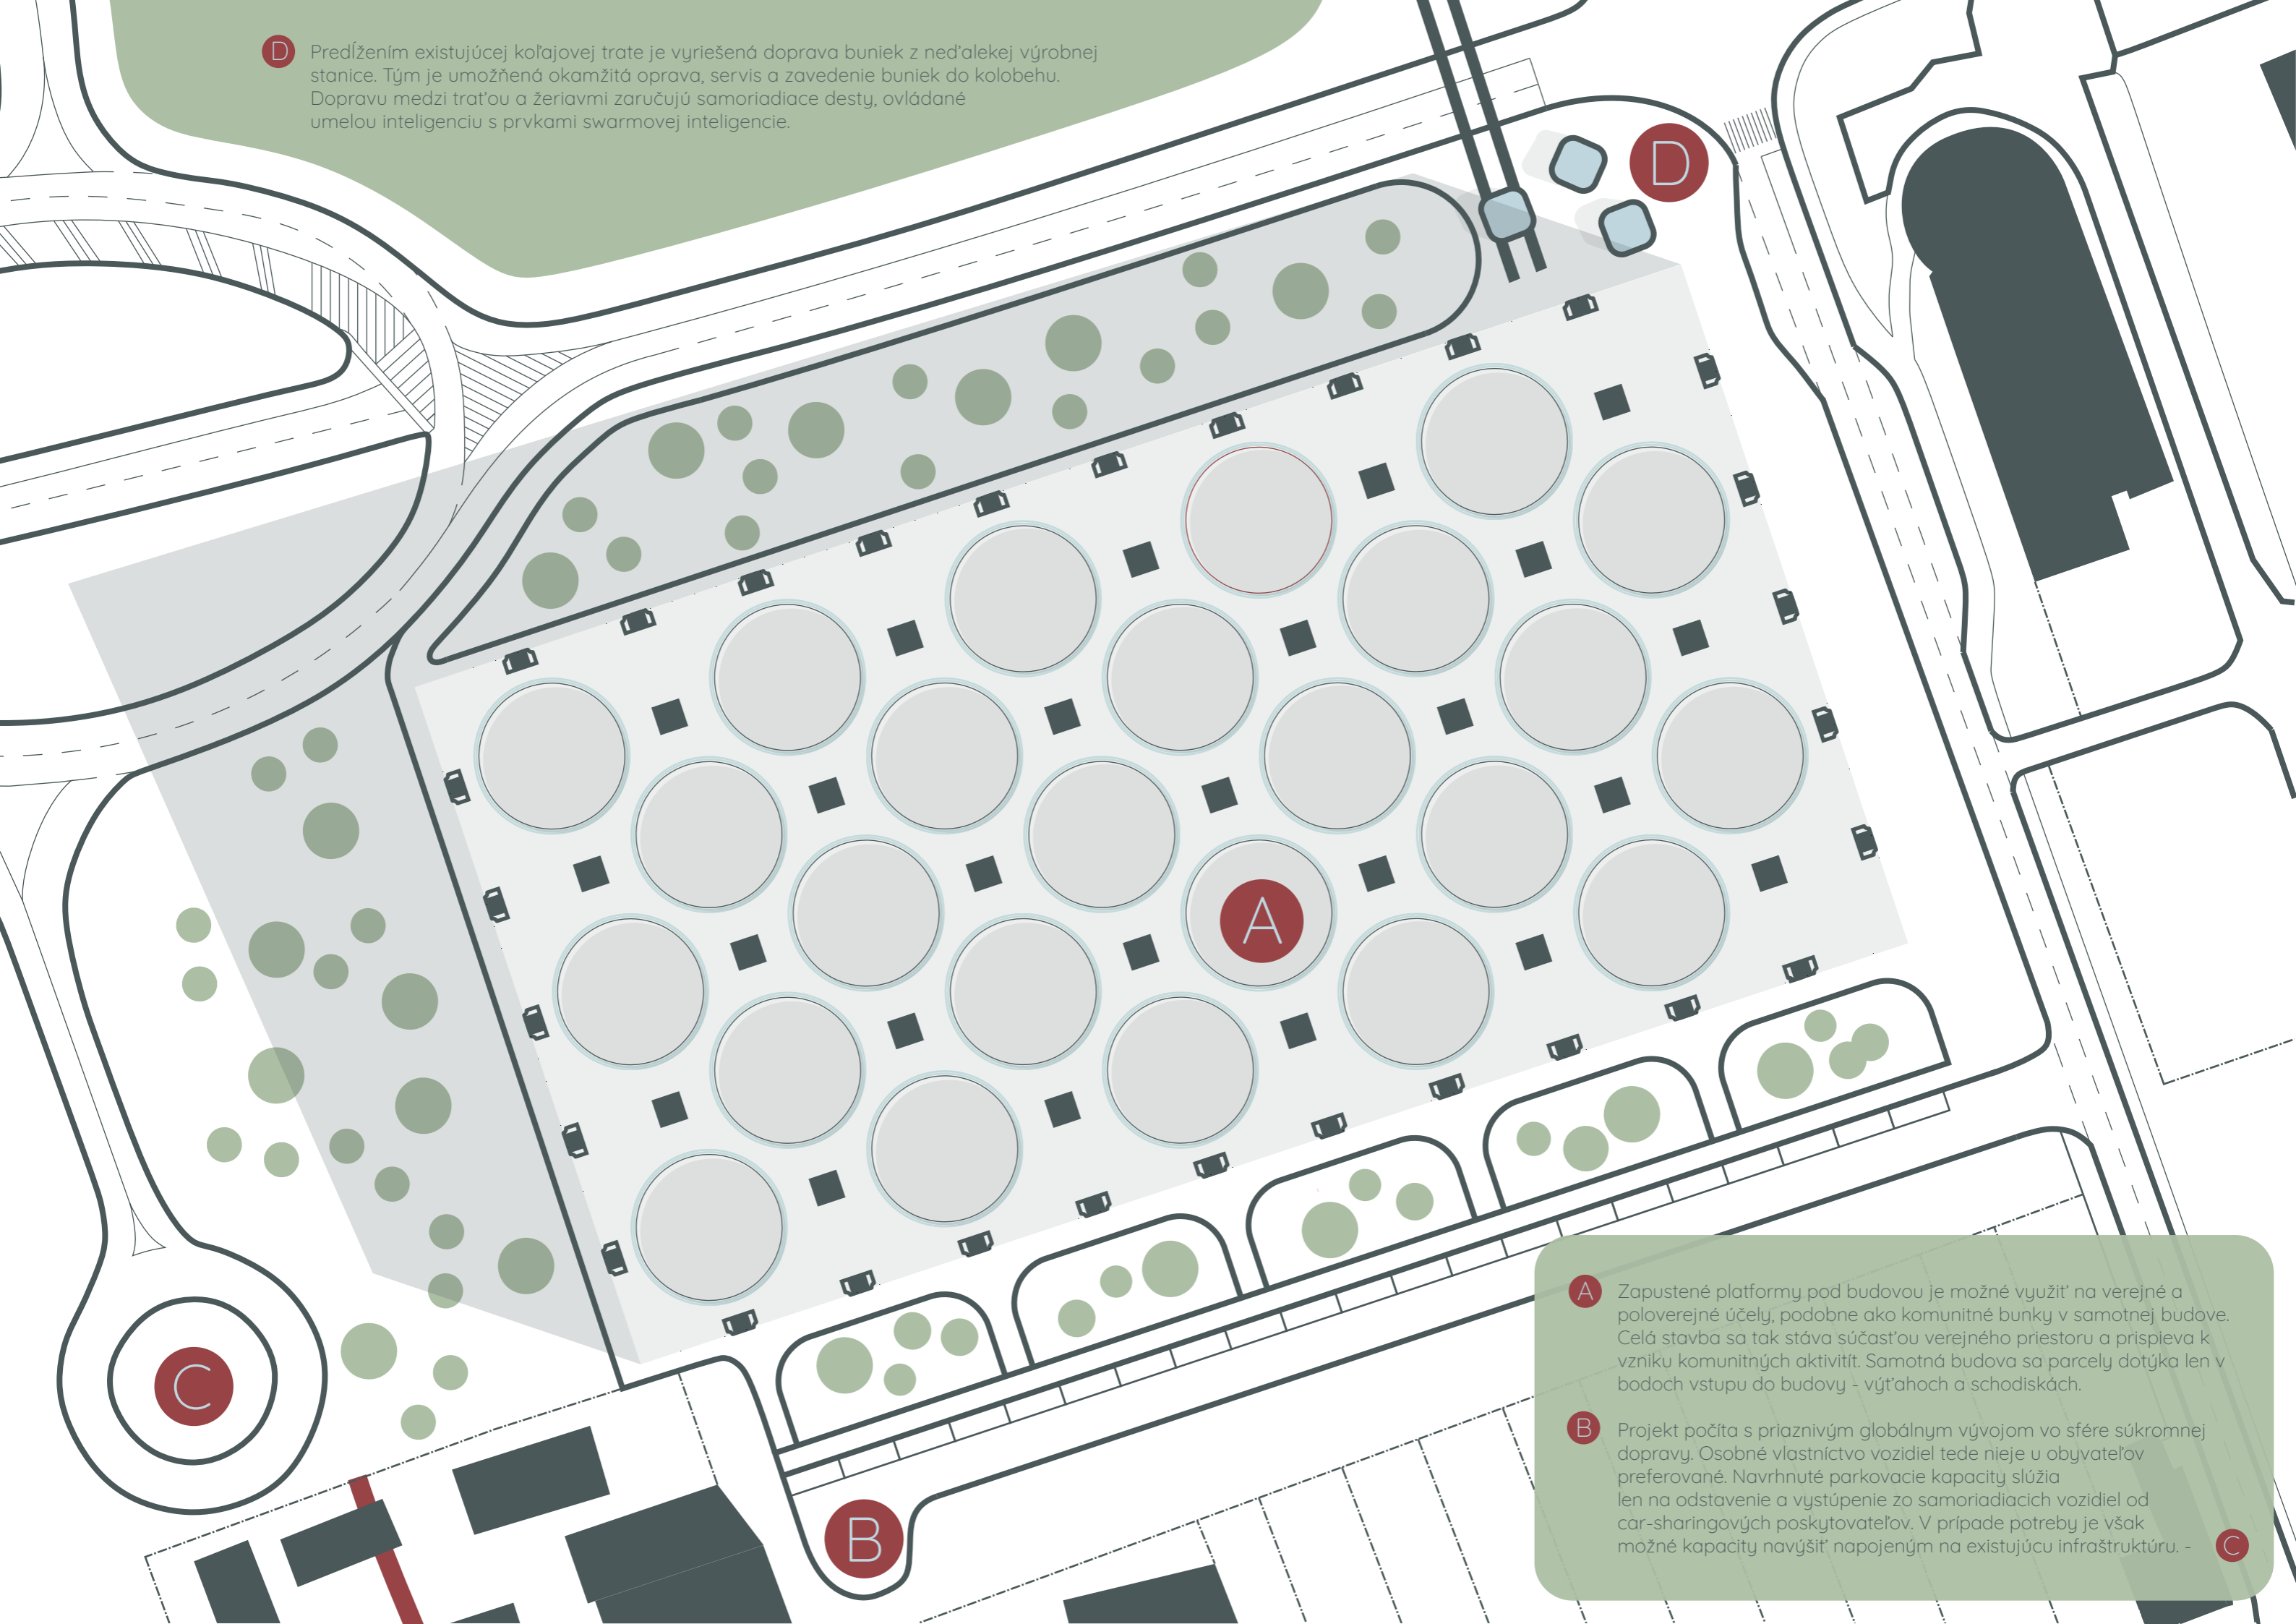 D
Predĺžením existujúcej koľajovej trate je vyriešená doprava buniek z neďalekej výrobnej
stanice. Tým je umožňená okamžitá oprava, servis a zavedenie buniek do kolobehu.
Dopravu medzi traťou a žeriavmi zaručujú samoriadiace desty, ovládané
umelou inteligenciu s prvkami swarmovej inteligencie.
D
A
C
B
A
Zapustené platformy pod budovou je možné využiť na verejné a
poloverejné účely, podobne ako komunitné bunky v samotnej budove.
Celá stavba sa tak stáva súčasťou verejného priestoru a prispieva k
vzniku komunitných aktivitít. Samotná budova sa parcely dotýka len v
bodoch vstupu do budovy - výťahoch a schodiskách.
B
Projekt počíta s priaznivým globálnym vývojom vo sfére súkromnej
dopravy. Osobné vlastníctvo vozidiel tede nieje u obyvateľov
preferované. Navrhnuté parkovacie kapacity slúžia
len na odstavenie a vystúpenie zo samoriadiacich vozidiel od
car-sharingových poskytovateľov. V prípade potreby je však
možné kapacity navýšiť napojeným na existujúcu infraštruktúru. - C